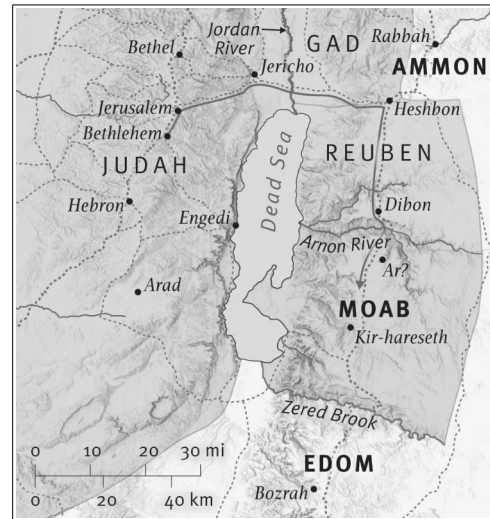 Jordan
River
GAD
Rabbah
Bethel
Jericho
AMMON
Jerusalem
Heshbon
Bethlehem
JUDAH
REUBEN
Dead Sea
Hebron
Engedi
Dibon
Arnon River
Ar?
Arad
MOAB
Kir-hareseth
Zered Brook
0 10 20 30 mi
0 20 40 km
EDOM
Bozrah